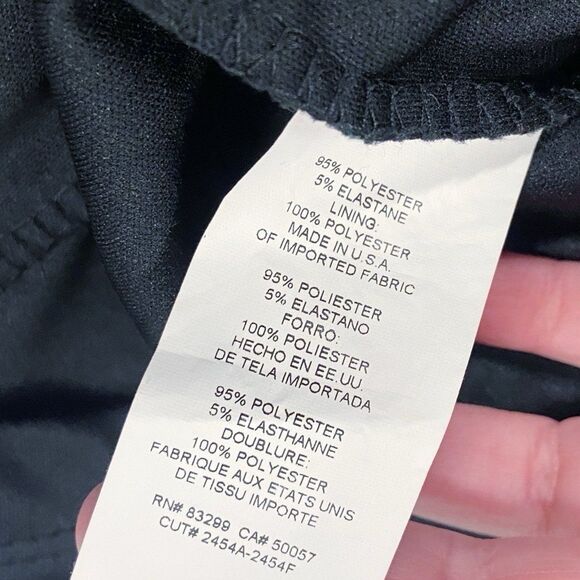 95% POLYESTER
5% ELASTANE
LINING:
100% POLYESTER
MADE IN U.S.A.
OF IMPORTED FABRIC
95% POLIESTER
5% ELASTANO
FORRO:
100% POLIESTER
HECHO EN EE.UU.
DE TELA IMPORTADA
95% POLYESTER
5% ELASTHANNE
DOUBLURE:
100% POLYESTER
FABRIQUE AUX ETATS UNIS
DE TISSU IMPORTE
RN# 83299 CA# 50057
CUT# 2454A-2454F